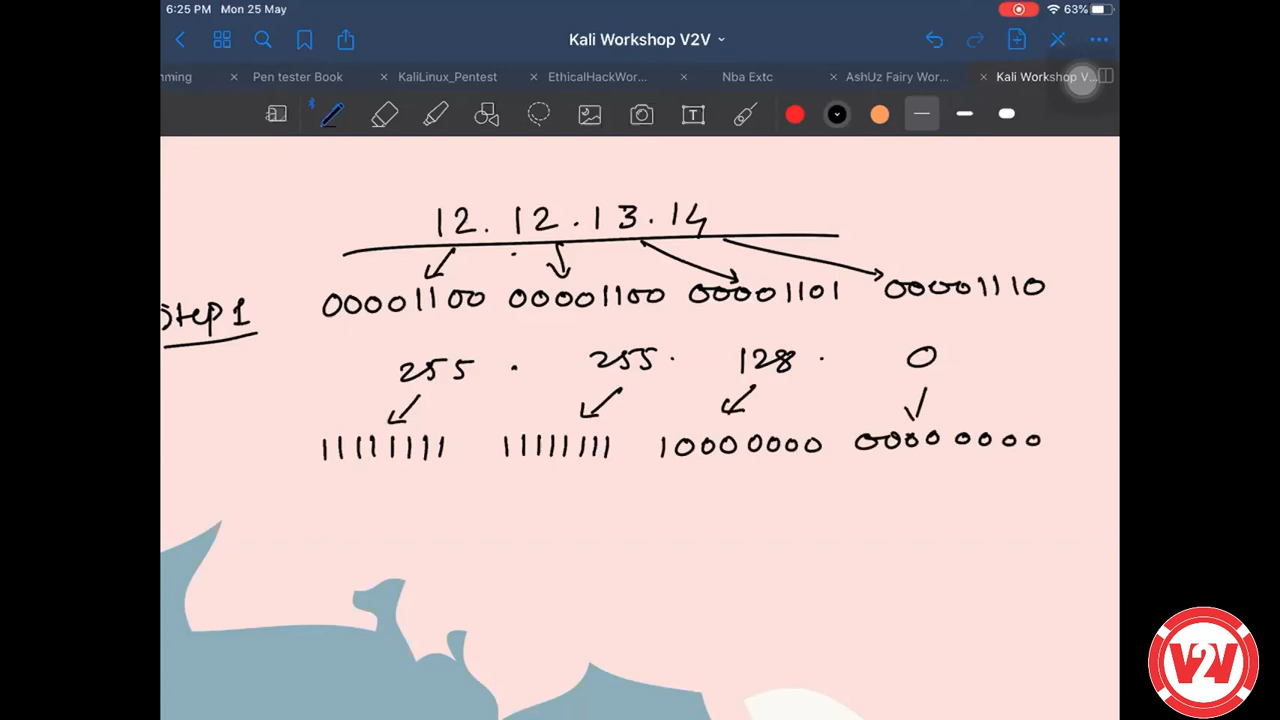 6:25 PM Mon 25 May 63%
Kali Workshop V2V
mming Pen tester Book KaliLinux_Pentest EthicalHackWor... Nba Extc AshUz Fairy Wor... Kali Workshop V...
T
12.12.13.14
00001100 00001100 00001101 00001110
Step 1
255 . 255 . 128 . 0
11111111 11111111 10000000 00000000
V2V